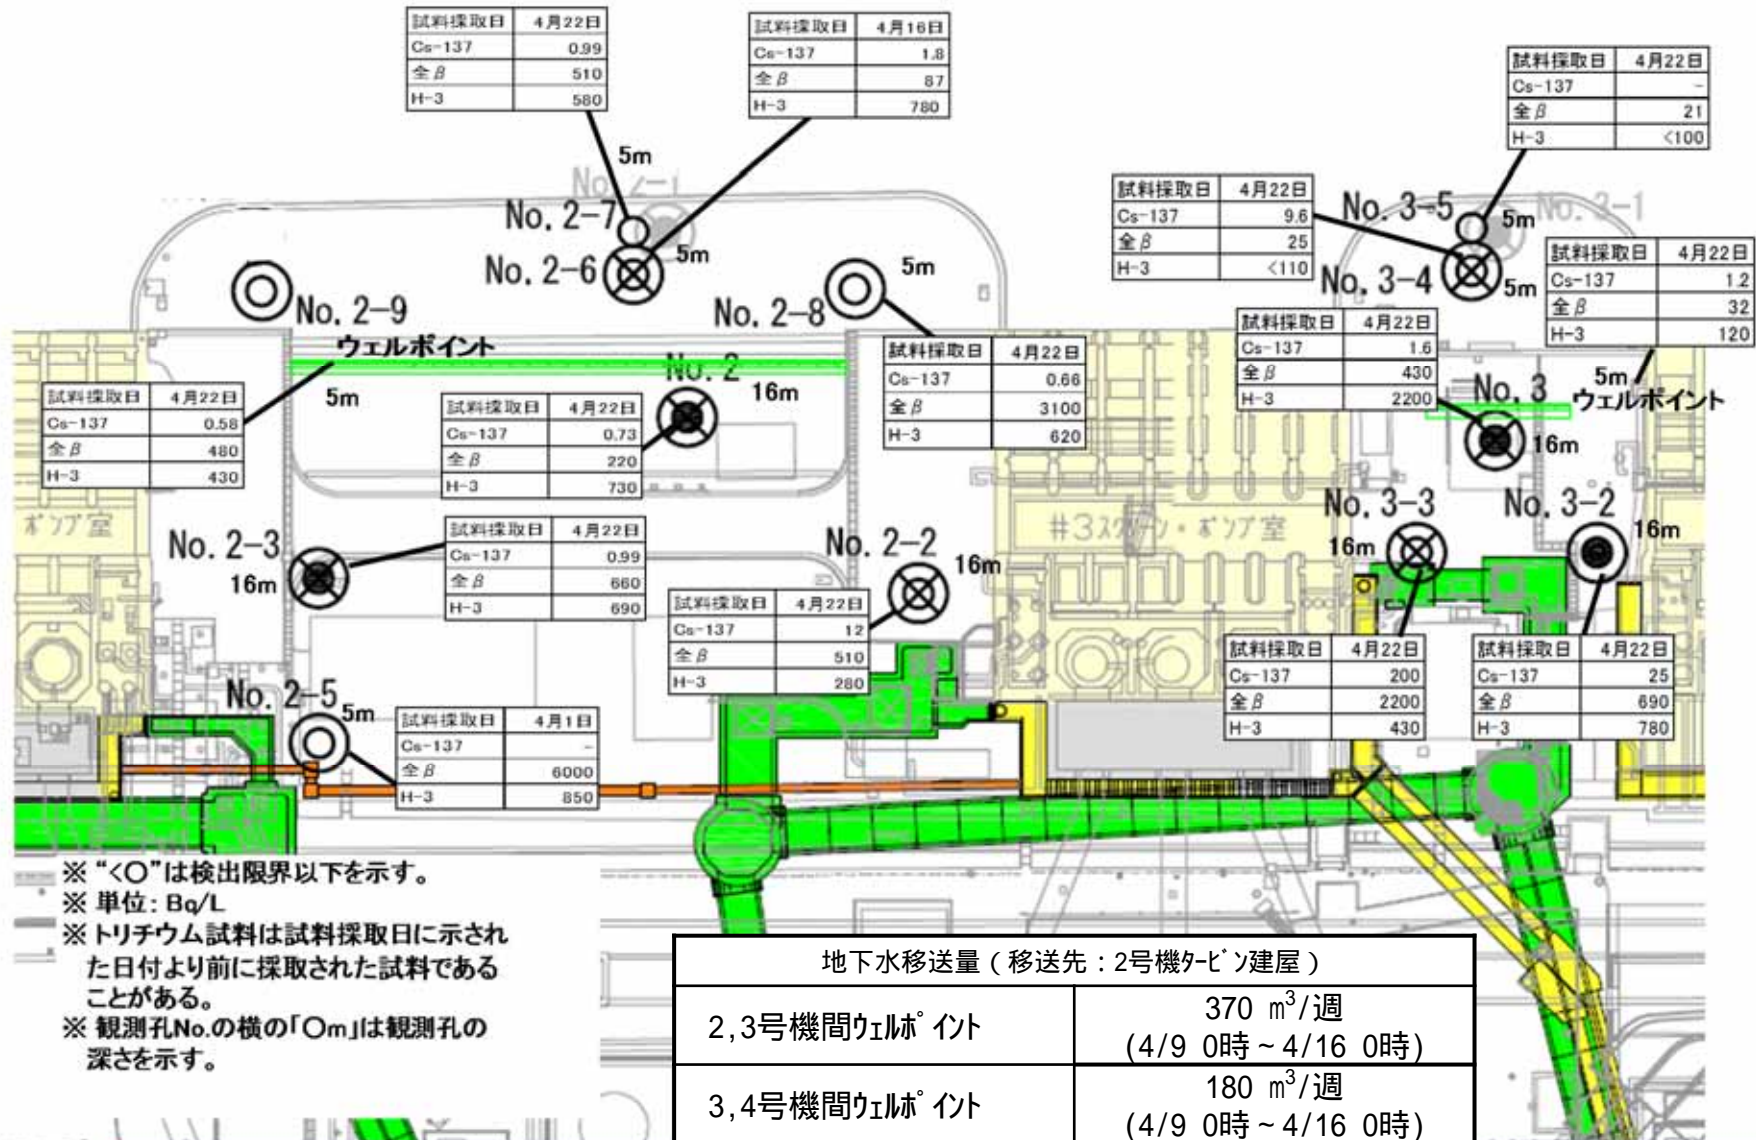 試料採取日 4月22日
Cs-137 0.99
全β 510
H-3 580
試料採取日 4月16日
Cs-137 1.8
全β 87
H-3 780
試料採取日 4月22日
Cs-137 -
全β 21
H-3 <100
5m
No. 2-1
No. 2-7
5m
No. 2-6
試料採取日 4月22日
Cs-137 9.6
全β 25
H-3 <110
No. 3-5
5m
No. 3-1
No. 3-4
5m
試料採取日 4月22日
Cs-137 1.2
全β 32
H-3 120
No. 2-9
5m
No. 2-8
ウェルポイント
5m
試料採取日 4月22日
Cs-137 0.58
全β 480
H-3 430
No. 2
16m
試料採取日 4月22日
Cs-137 0.73
全β 220
H-3 730
試料採取日 4月22日
Cs-137 0.66
全β 3100
H-3 620
試料採取日 4月22日
Cs-137 1.6
全β 430
H-3 2200
No. 3
16m
5m
ウェルポイント
ポンプ室
No. 2-3
16m
試料採取日 4月22日
Cs-137 0.99
全β 660
H-3 690
No. 2-2
16m
試料採取日 4月22日
Cs-137 12
全β 510
H-3 280
#3スクリーン・ポンプ室
No. 3-3
16m
No. 3-2
16m
試料採取日 4月22日
Cs-137 200
全β 2200
H-3 430
試料採取日 4月22日
Cs-137 25
全β 690
H-3 780
No. 2-5
5m
試料採取日 4月1日
Cs-137 -
全β 6000
H-3 850
※ “<○”は検出限界以下を示す。
※ 単位: Bq/L
※ トリチウム試料は試料採取日に示され
た日付より前に採取された試料である
ことがある。
※ 観測孔No.の横の「○m」は観測孔の
深さを示す。
地下水移送量(移送先:2号機ﾀｰﾋﾞﾝ建屋)
2,3号機間ｳｪﾙﾎﾟｲﾝﾄ 370 m³/週
(4/9 0時~4/16 0時)
3,4号機間ｳｪﾙﾎﾟｲﾝﾄ 180 m³/週
(4/9 0時~4/16 0時)